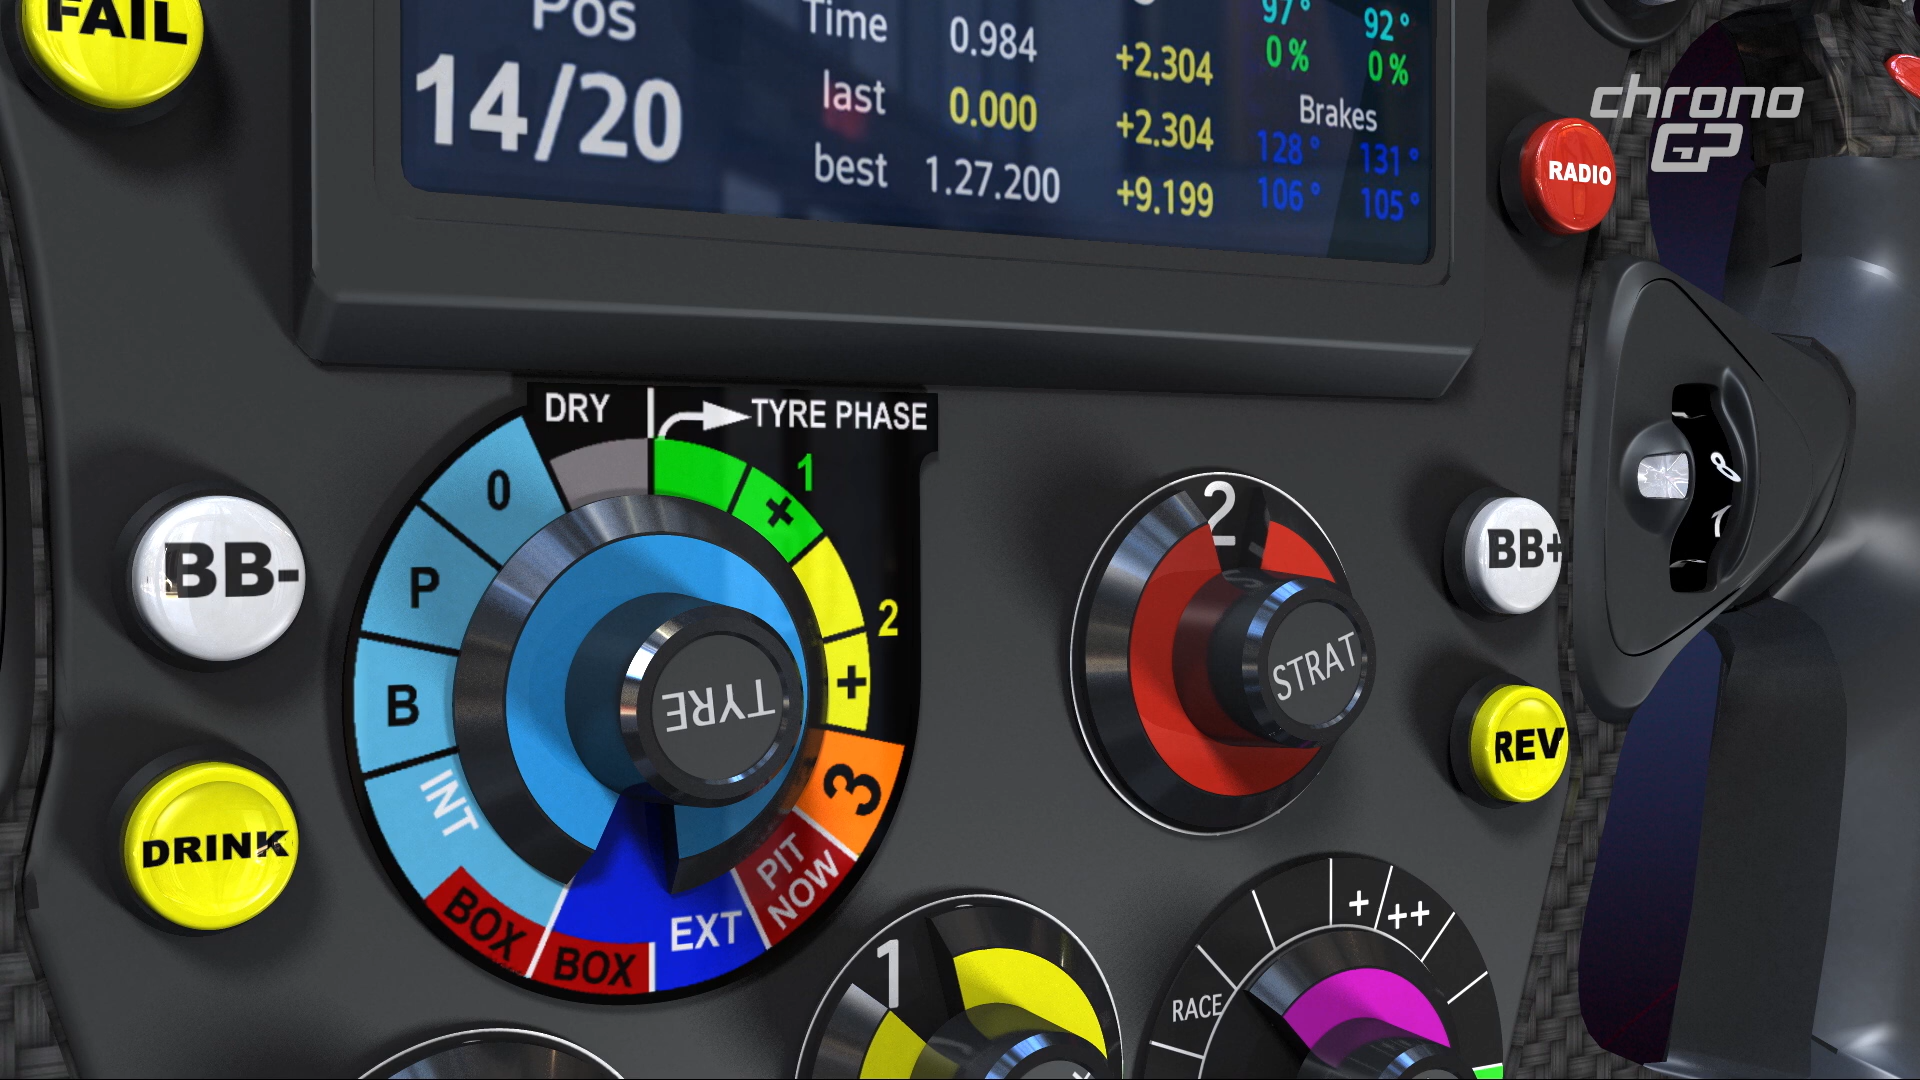 FAIL
Pos
14/20
Time 0.984
last 0.000
best 1.27.200
+2.304
+2.304
+9.199
97° 92°
0% 0%
Brakes
128° 131°
106° 105°
chrono
GP
RADIO
DRY
TYRE PHASE
0
P
B
INT
BOX
BOX
EXT
PIT
NOW
3
+
2
+
1
TYRE
BB-
DRINK
2
STRAT
BB+
REV
8
7
1
RACE
+
++